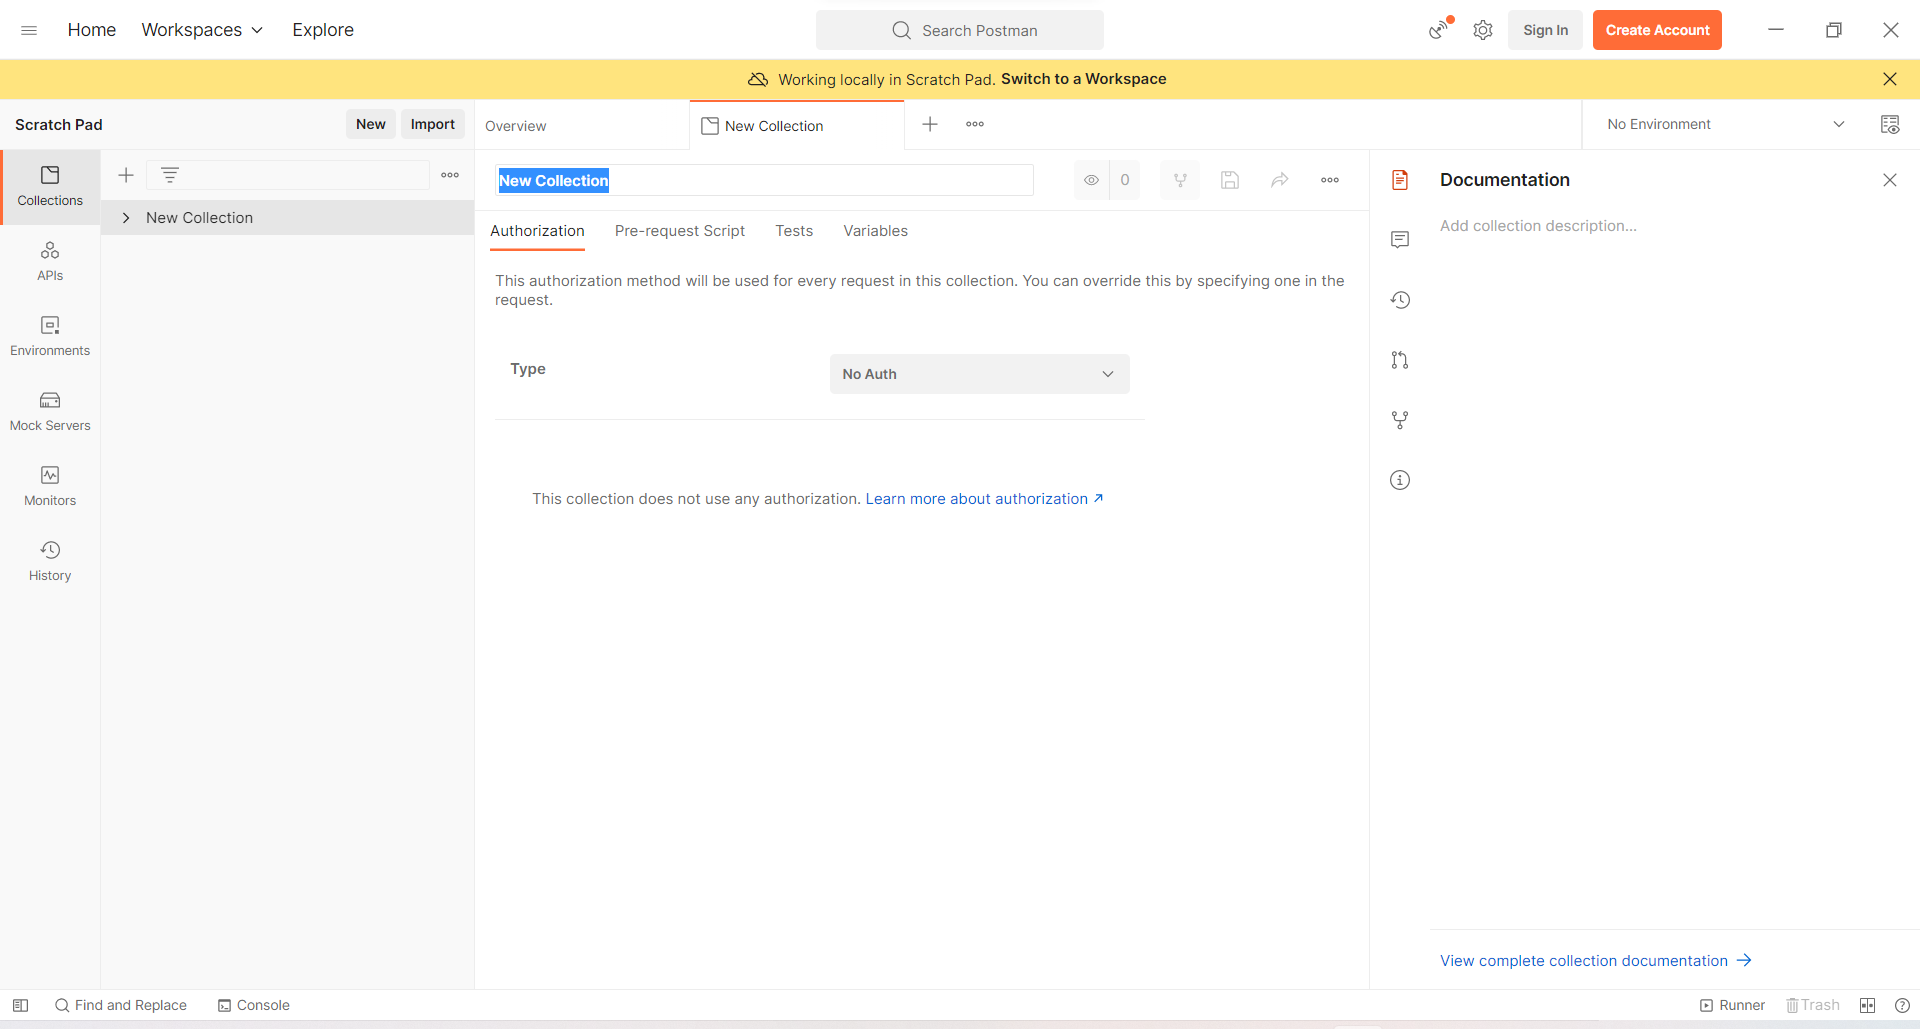 Home Workspaces Explore Search Postman Sign In Create Account
Working locally in Scratch Pad. Switch to a Workspace
Scratch Pad New Import Overview New Collection No Environment
Collections
APIs
Environments
Mock Servers
Monitors
History
New Collection
New Collection 0
Authorization Pre-request Script Tests Variables
This authorization method will be used for every request in this collection. You can override this by specifying one in the
request.
Type No Auth
This collection does not use any authorization. Learn more about authorization
Documentation
Add collection description...
View complete collection documentation
Find and Replace Console Runner Trash